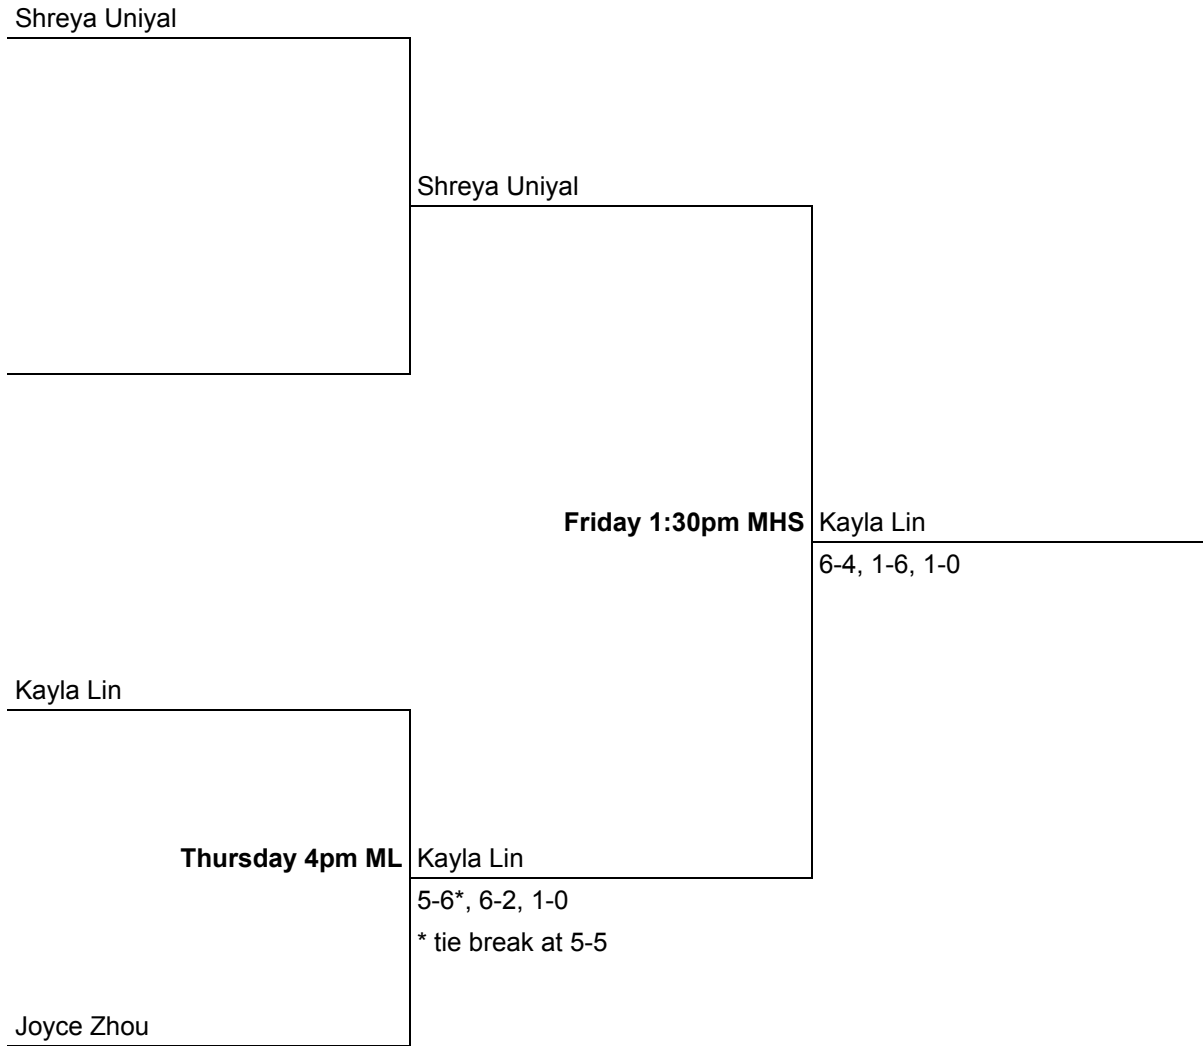 Shreya Uniyal
Shreya Uniyal
Friday 1:30pm MHS
Kayla Lin
6-4, 1-6, 1-0
Kayla Lin
Thursday 4pm ML
Kayla Lin
5-6*, 6-2, 1-0
* tie break at 5-5
Joyce Zhou